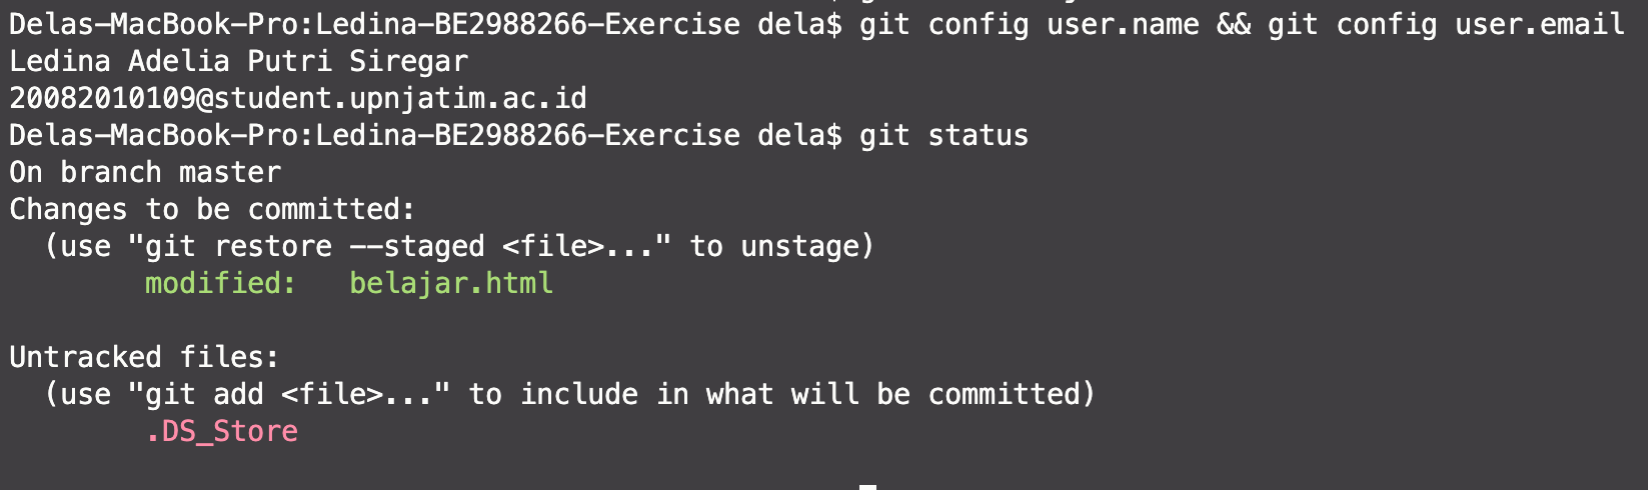 Delas-MacBook-Pro:Ledina-BE2988266-Exercise dela$ git config user.name && git config user.email
Ledina Adelia Putri Siregar
20082010109@student.upnjatim.ac.id
Delas-MacBook-Pro:Ledina-BE2988266-Exercise dela$ git status
On branch master
Changes to be committed:
  (use "git restore --staged <file>..." to unstage)
        modified:   belajar.html

Untracked files:
  (use "git add <file>..." to include in what will be committed)
        .DS_Store